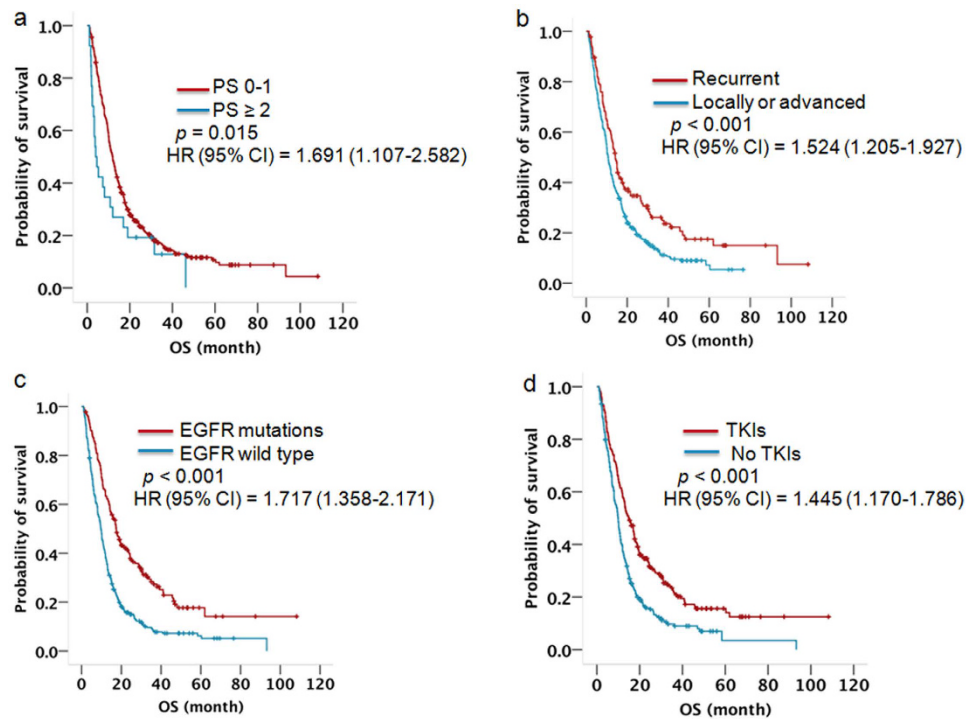 a
Probability of survival
1.0
0.8
0.6
0.4
0.2
0.0
PS 0-1
PS ≥ 2
p = 0.015
HR (95% CI) = 1.691 (1.107-2.582)
0 20 40 60 80 100 120
OS (month)
b
Probability of survival
1.0
0.8
0.6
0.4
0.2
0.0
Recurrent
Locally or advanced
p < 0.001
HR (95% CI) = 1.524 (1.205-1.927)
0 20 40 60 80 100 120
OS (month)
c
Probability of survival
1.0
0.8
0.6
0.4
0.2
0.0
EGFR mutations
EGFR wild type
p < 0.001
HR (95% CI) = 1.717 (1.358-2.171)
0 20 40 60 80 100 120
OS (month)
d
Probability of survival
1.0
0.8
0.6
0.4
0.2
0.0
TKIs
No TKIs
p < 0.001
HR (95% CI) = 1.445 (1.170-1.786)
0 20 40 60 80 100 120
OS (month)